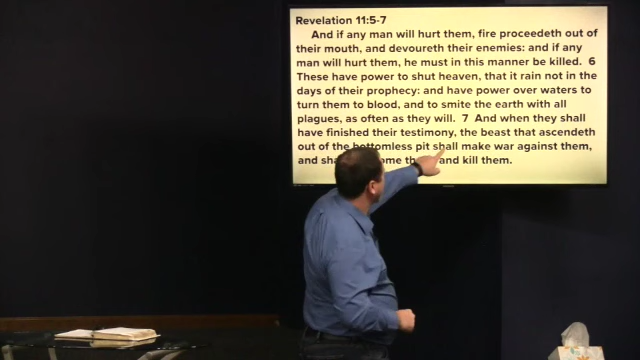 Revelation 11:5-7
And if any man will hurt them, fire proceedeth out of
their mouth, and devoureth their enemies: and if any
man will hurt them, he must in this manner be killed. 6
These have power to shut heaven, that it rain not in the
days of their prophecy: and have power over waters to
turn them to blood, and to smite the earth with all
plagues, as often as they will. 7 And when they shall
have finished their testimony, the beast that ascendeth
out of the bottomless pit shall make war against them,
and and kill them.